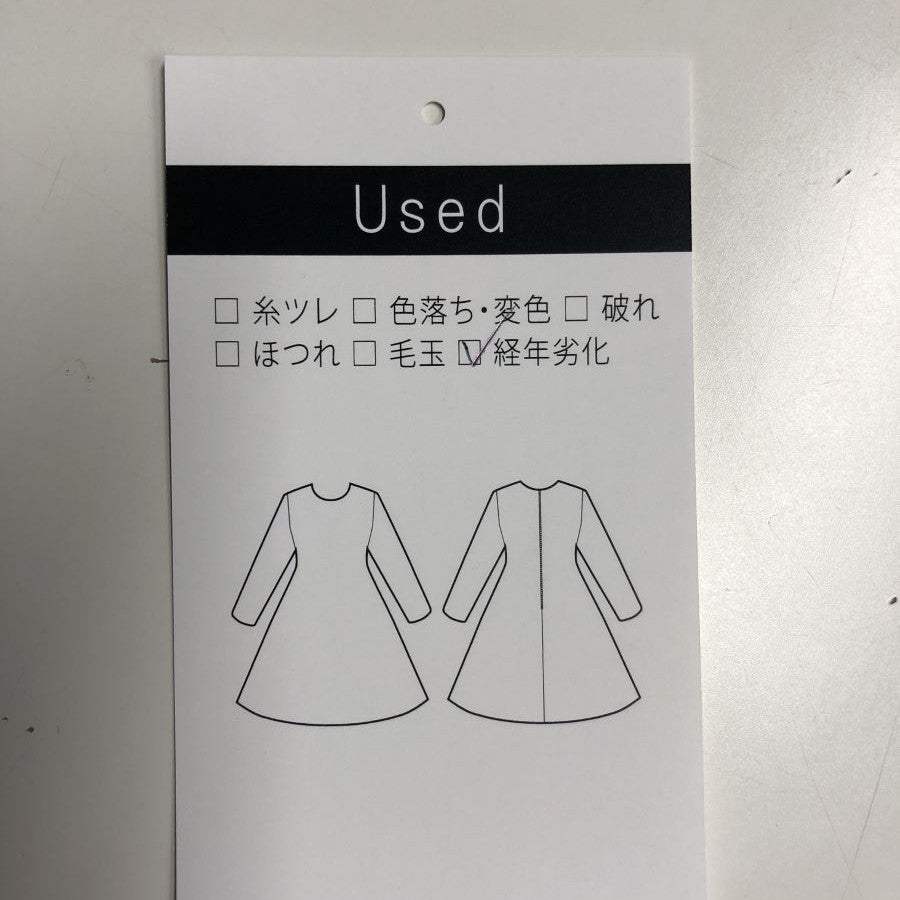 Used
□ 糸ツレ □ 色落ち・変色 □ 破れ
□ ほつれ □ 毛玉 ☑ 経年劣化